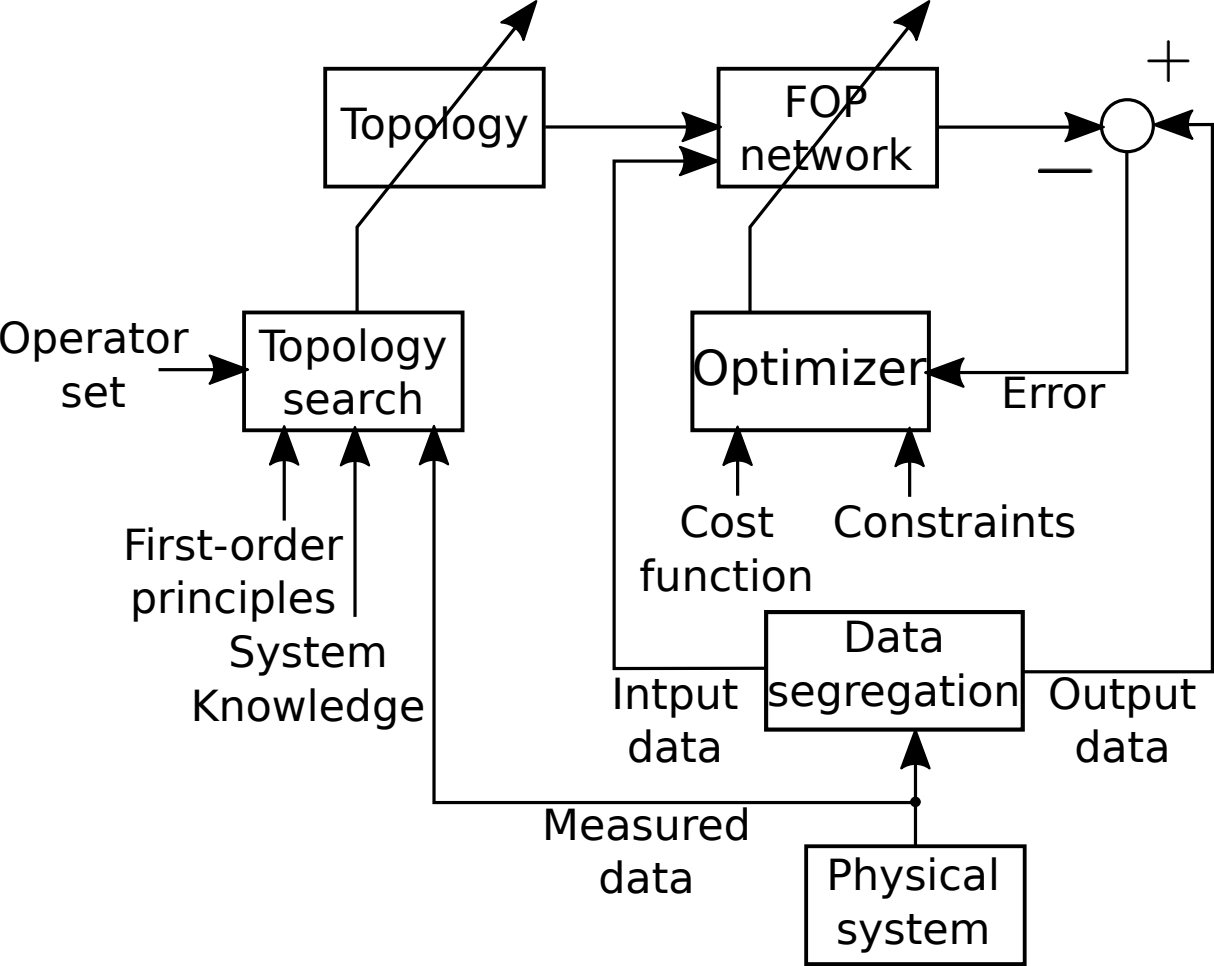 +
Topology
FOP
network
—
Operator
set
Topology
search
Optimizer
Error
First-order
principles
Cost
function
Constraints
System
Knowledge
Data
segregation
Intput
data
Output
data
Measured
data
Physical
system